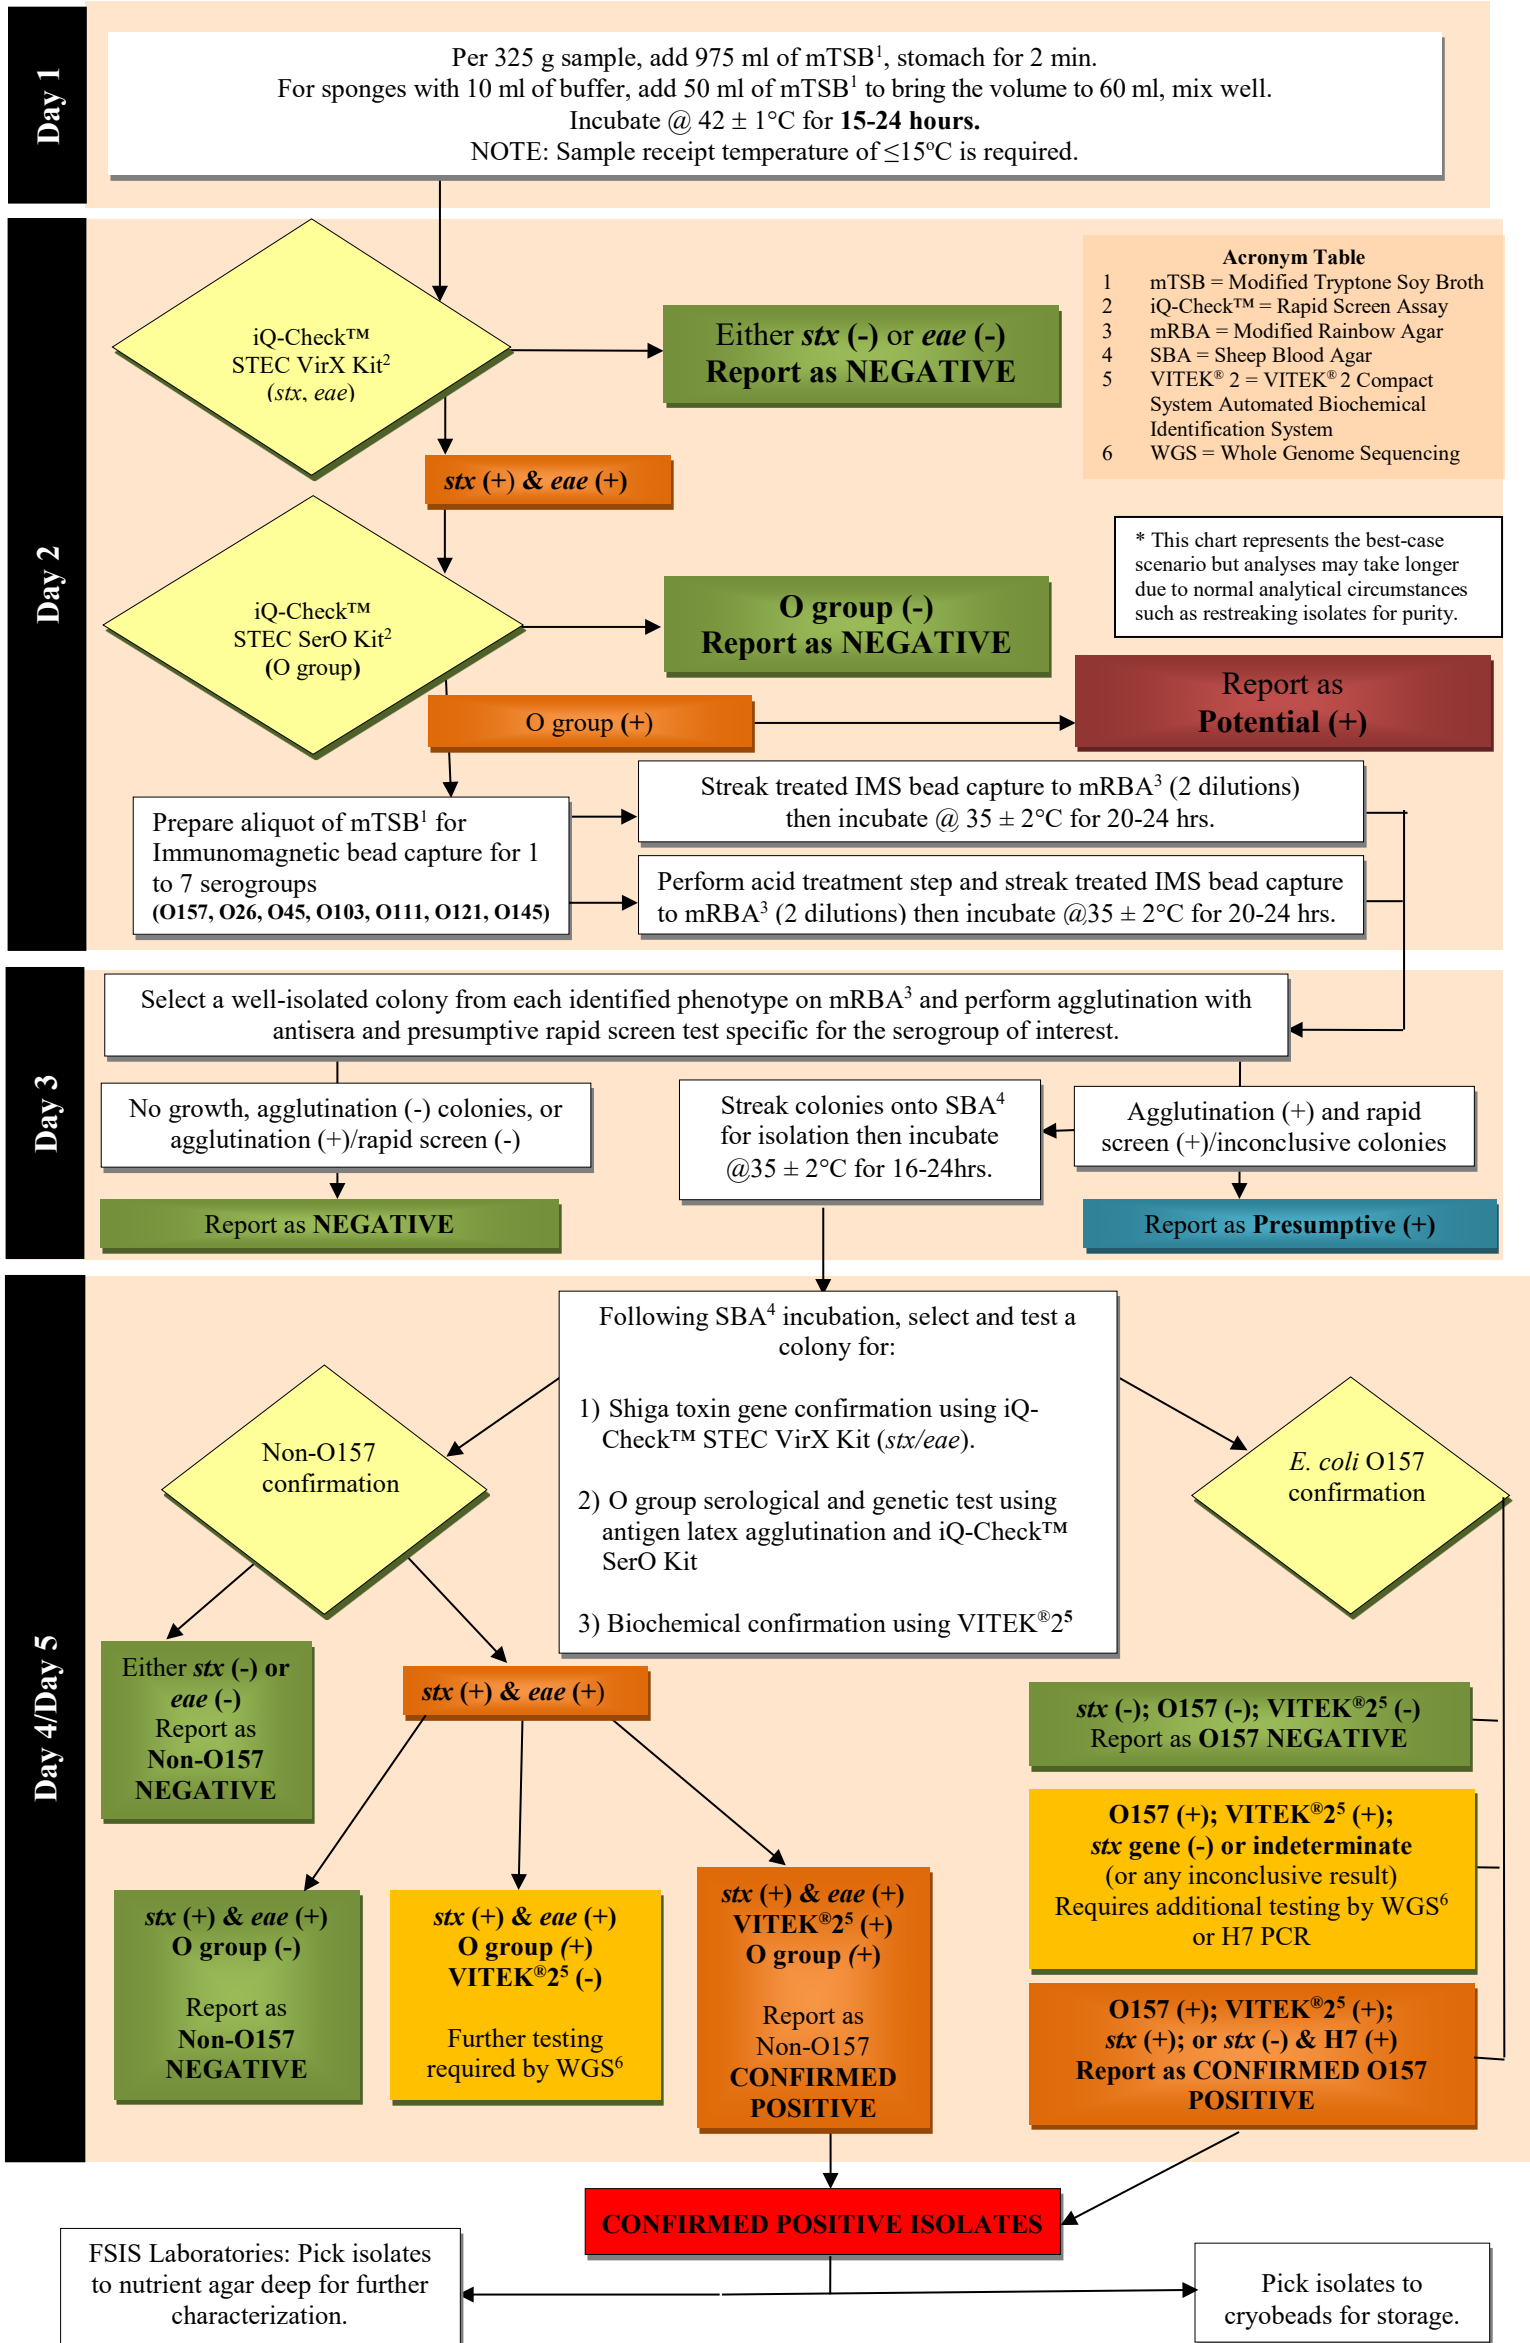 Day 1
Per 325 g sample, add 975 ml of mTSB¹, stomach for 2 min.
For sponges with 10 ml of buffer, add 50 ml of mTSB¹ to bring the volume to 60 ml, mix well.
Incubate @ 42 ± 1°C for 15-24 hours.
NOTE: Sample receipt temperature of ≤15ºC is required.
Day 2
iQ-Check™
STEC VirX Kit²
(stx, eae)
Either stx (-) or eae (-)
Report as NEGATIVE
Acronym Table
1 mTSB = Modified Tryptone Soy Broth
2 iQ-Check™ = Rapid Screen Assay
3 mRBA = Modified Rainbow Agar
4 SBA = Sheep Blood Agar
5 VITEK® 2 = VITEK® 2 Compact
System Automated Biochemical
Identification System
6 WGS = Whole Genome Sequencing
stx (+) & eae (+)
* This chart represents the best-case
scenario but analyses may take longer
due to normal analytical circumstances
such as restreaking isolates for purity.
iQ-Check™
STEC SerO Kit²
(O group)
O group (-)
Report as NEGATIVE
O group (+)
Report as
Potential (+)
Prepare aliquot of mTSB¹ for
Immunomagnetic bead capture for 1
to 7 serogroups
(O157, O26, O45, O103, O111, O121, O145)
Streak treated IMS bead capture to mRBA³ (2 dilutions)
then incubate @ 35 ± 2°C for 20-24 hrs.
Perform acid treatment step and streak treated IMS bead capture
to mRBA³ (2 dilutions) then incubate @35 ± 2°C for 20-24 hrs.
Day 3
Select a well-isolated colony from each identified phenotype on mRBA³ and perform agglutination with
antisera and presumptive rapid screen test specific for the serogroup of interest.
No growth, agglutination (-) colonies, or
agglutination (+)/rapid screen (-)
Report as NEGATIVE
Streak colonies onto SBA⁴
for isolation then incubate
@35 ± 2°C for 16-24hrs.
Agglutination (+) and rapid
screen (+)/inconclusive colonies
Report as Presumptive (+)
Day 4/Day 5
Following SBA⁴ incubation, select and test a
colony for:
1) Shiga toxin gene confirmation using iQ-
Check™ STEC VirX Kit (stx/eae).
2) O group serological and genetic test using
antigen latex agglutination and iQ-Check™
SerO Kit
3) Biochemical confirmation using VITEK®2⁵
Non-O157
confirmation
E. coli O157
confirmation
Either stx (-) or
eae (-)
Report as
Non-O157
NEGATIVE
stx (+) & eae (+)
stx (+) & eae (+)
O group (-)
Report as
Non-O157
NEGATIVE
stx (+) & eae (+)
O group (+)
VITEK®2⁵ (-)
Further testing
required by WGS⁶
stx (+) & eae (+)
VITEK®2⁵ (+)
O group (+)
Report as
Non-O157
CONFIRMED
POSITIVE
stx (-); O157 (-); VITEK®2⁵ (-)
Report as O157 NEGATIVE
O157 (+); VITEK®2⁵ (+);
stx gene (-) or indeterminate
(or any inconclusive result)
Requires additional testing by WGS⁶
or H7 PCR
O157 (+); VITEK®2⁵ (+);
stx (+); or stx (-) & H7 (+)
Report as CONFIRMED O157
POSITIVE
CONFIRMED POSITIVE ISOLATES
FSIS Laboratories: Pick isolates
to nutrient agar deep for further
characterization.
Pick isolates to
cryobeads for storage.